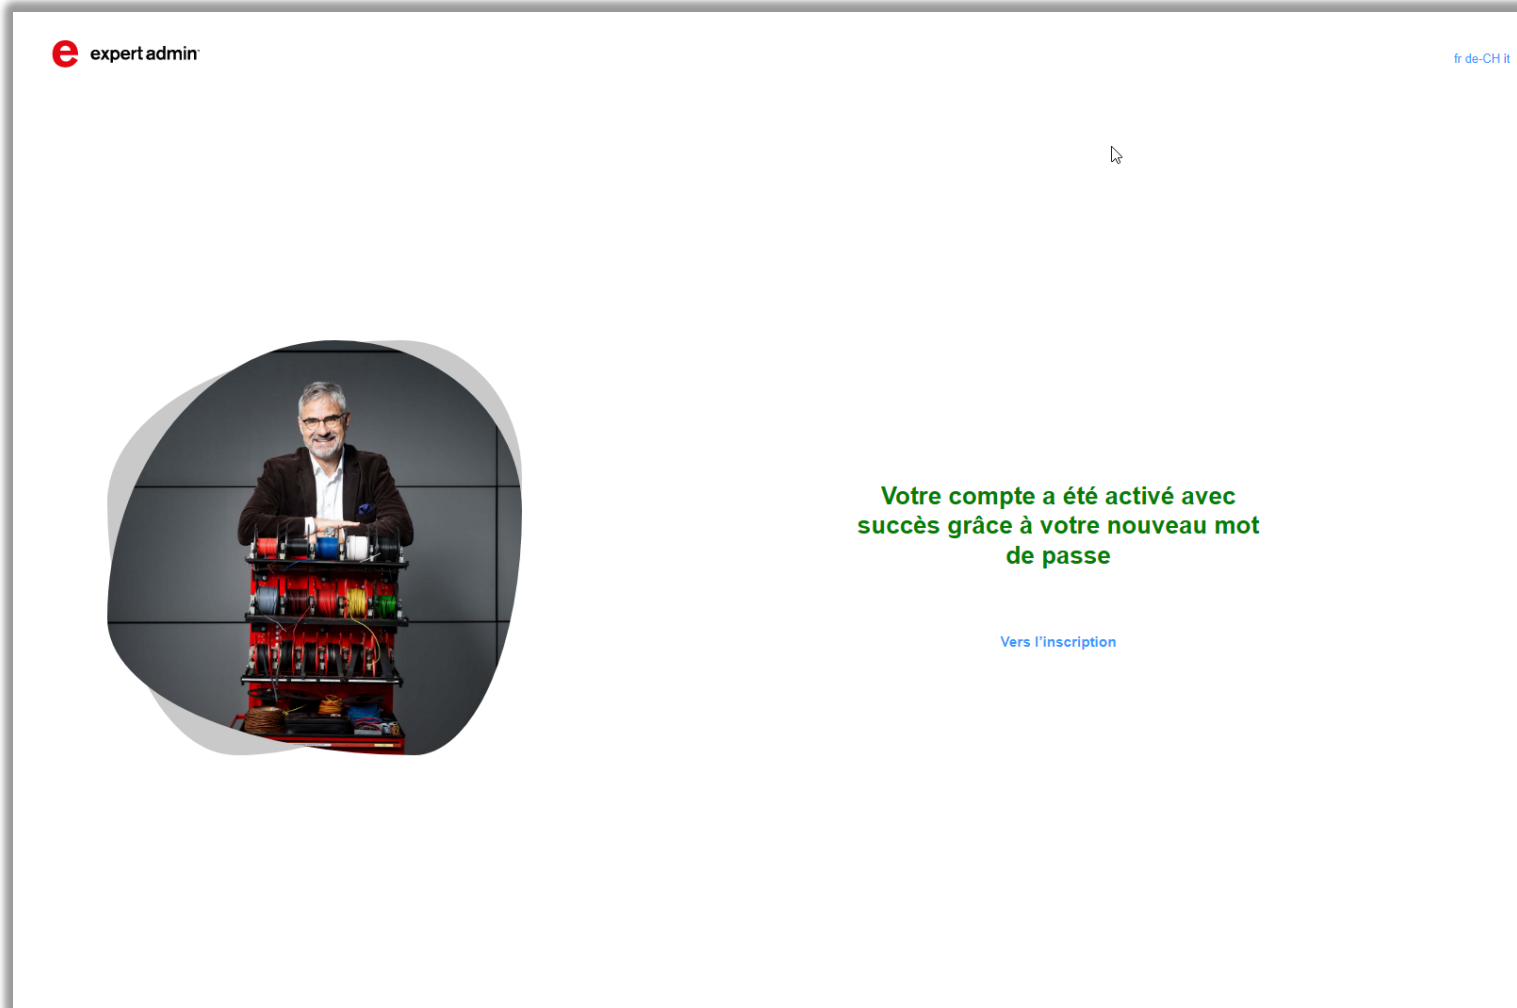 e expert admin
fr de-CH it
Votre compte a été activé avec
succès grâce à votre nouveau mot
de passe
Vers l’inscription